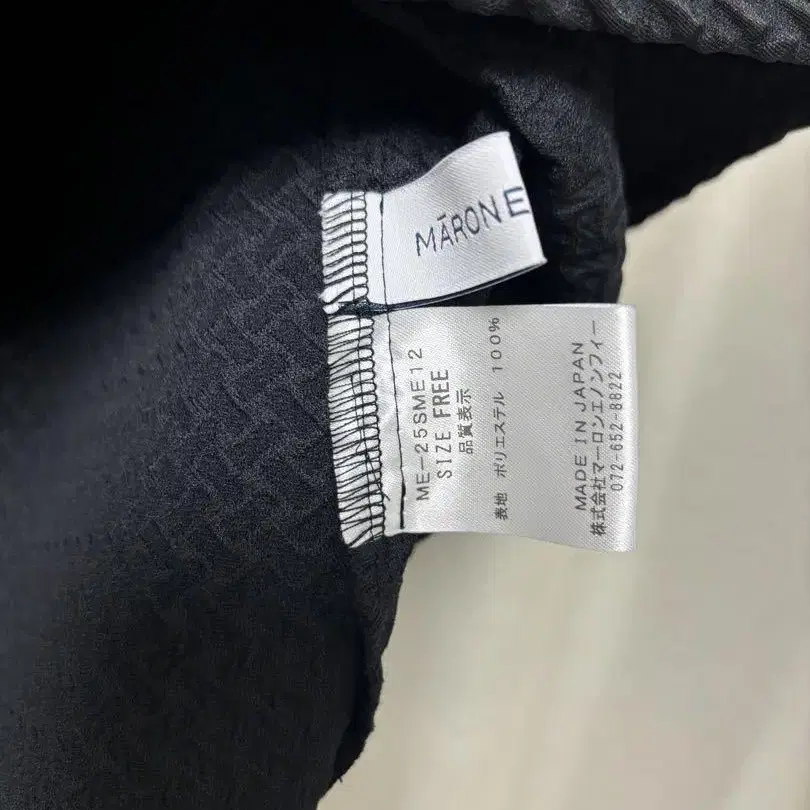 MĀRON E
ME-25SME12
SIZE FREE
品質表示
表地 ポリエステル 100%
MADE IN JAPAN
株式会社マーロンエノンフィー
072-652-8822